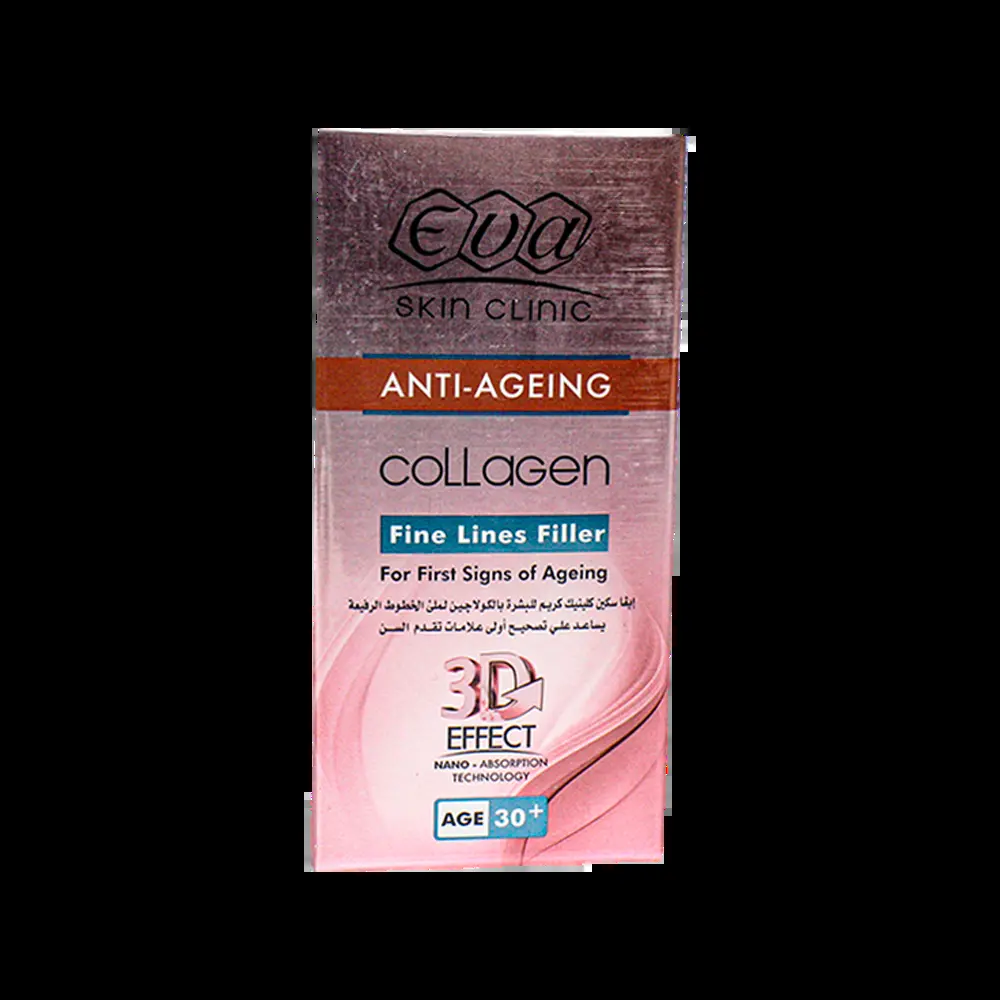 Eva
SKIN CLINIC
ANTI-AGEING
coLLaGen
Fine Lines Filler
For First Signs of Ageing
إيفا سكين كلينيك كريم للبشرة بالكولاجين لملئ الخطوط الرفيعة
يساعد علي تصحيح أولى علامات تقدم السن
3D
EFFECT
NANO - ABSORPTION
TECHNOLOGY
AGE 30+